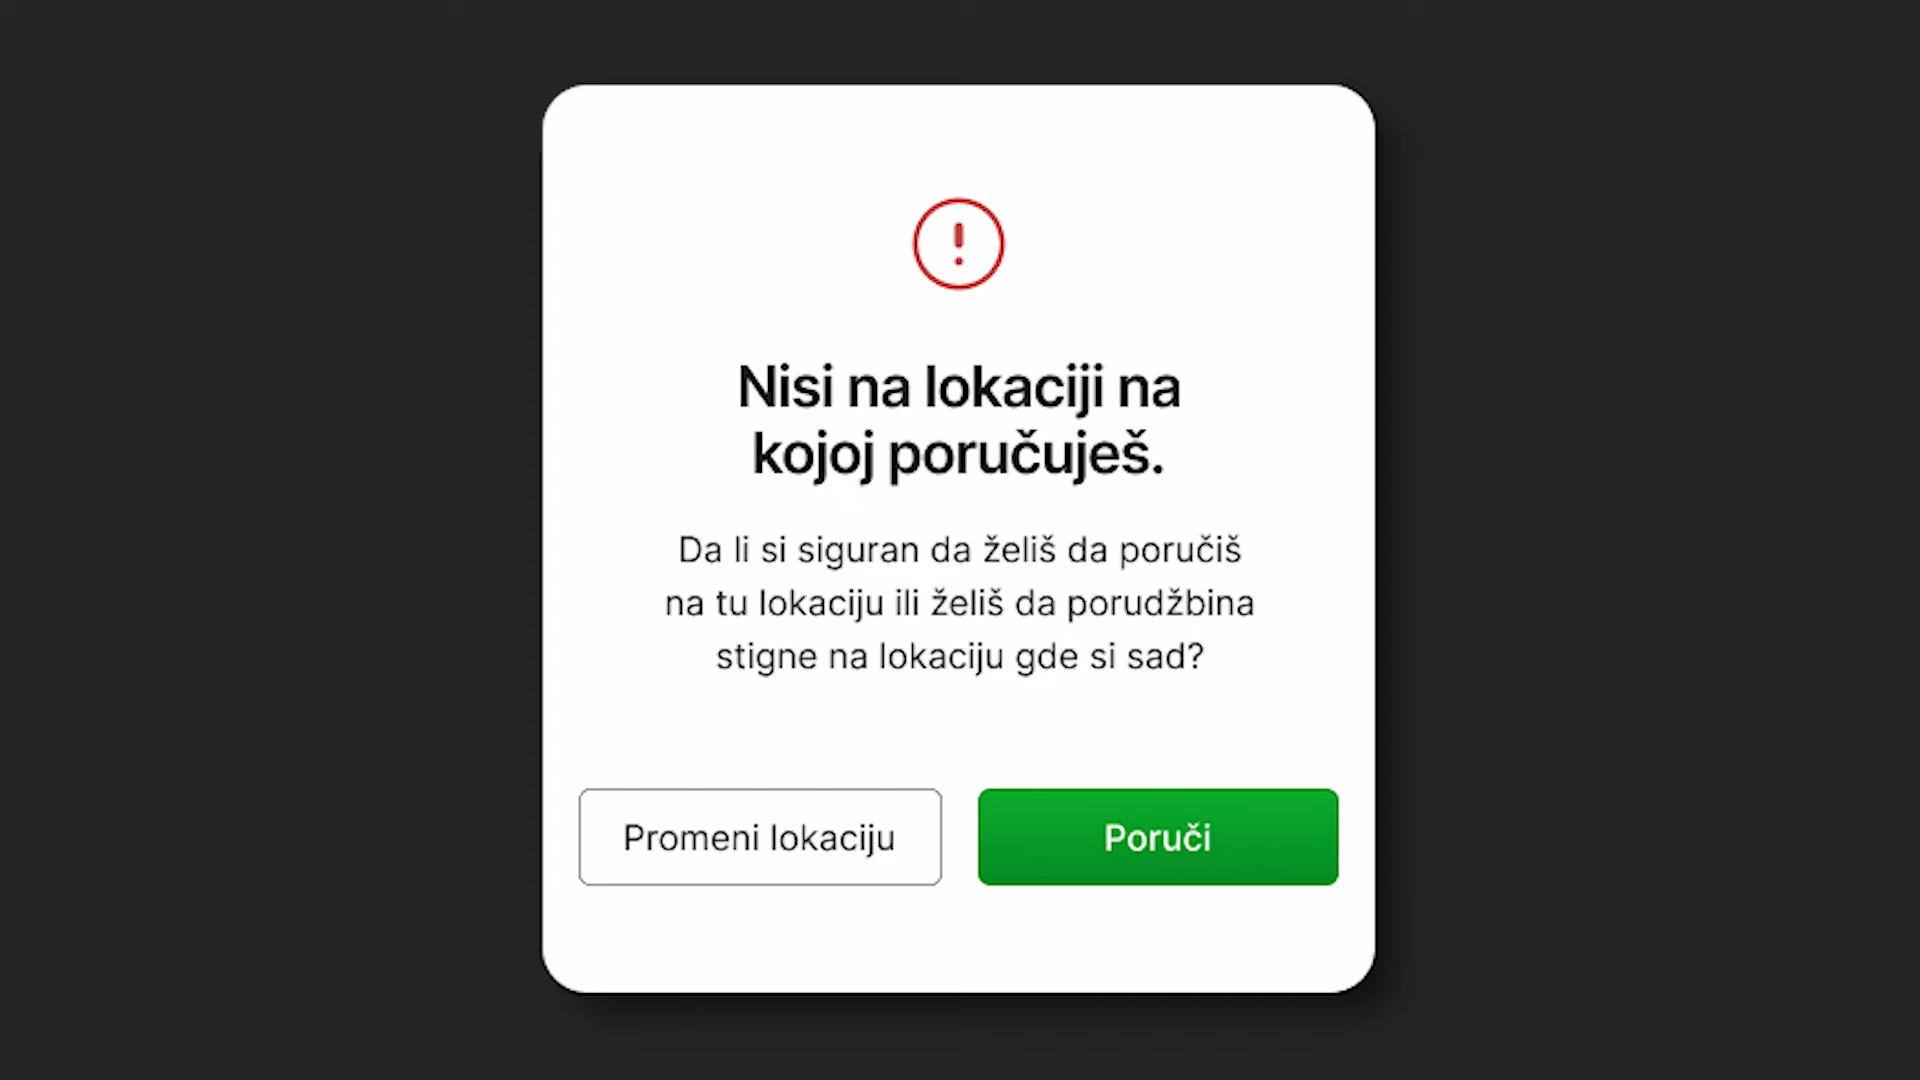 Nisi na lokaciji na
kojoj poručuješ.
Da li si siguran da želiš da poručiš
na tu lokaciju ili želiš da porudžbina
stigne na lokaciju gde si sad?
Promeni lokaciju
Poruči